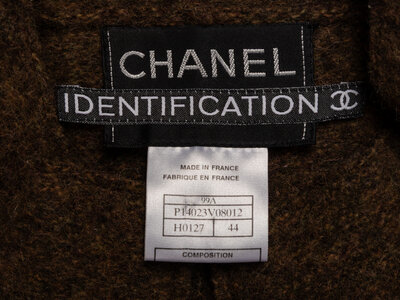 CHANEL
IDENTIFICATION
MADE IN FRANCE
FABRIQUE EN FRANCE
99A
P14023V08012
H0127 44
COMPOSITION